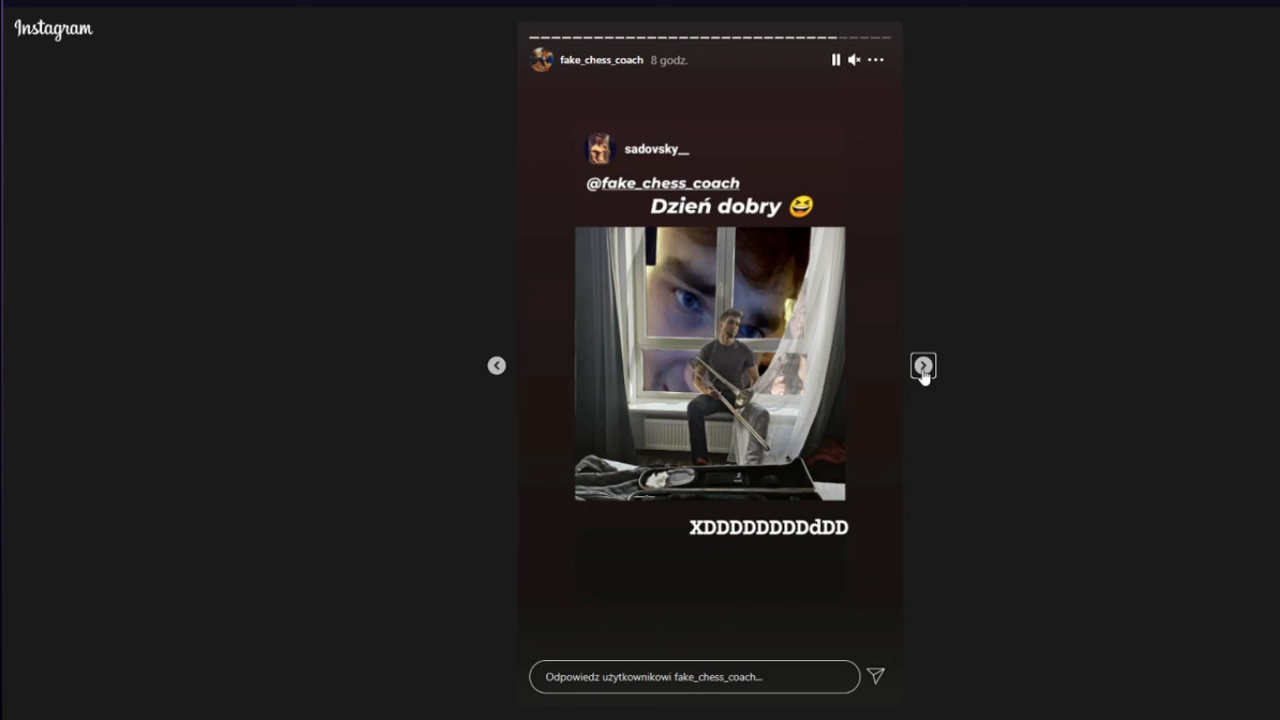 Instagram
fake_chess_coach 8 godz.
sadovsky__
@fake_chess_coach
Dzień dobry 😆
XDDDDDDDDdDD
Odpowiedz użytkownikowi fake_chess_coach...